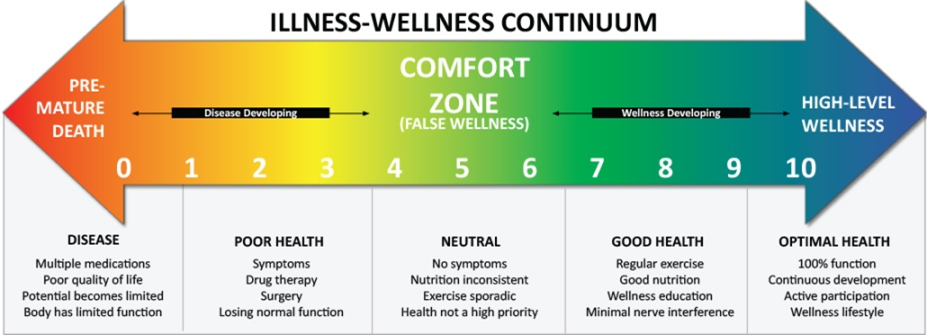 ILLNESS-WELLNESS CONTINUUM
PRE-
MATURE
DEATH
Disease Developing
COMFORT
ZONE
(FALSE WELLNESS)
Wellness Developing
HIGH-LEVEL
WELLNESS
0 1 2 3 4 5 6 7 8 9 10
DISEASE
Multiple medications
Poor quality of life
Potential becomes limited
Body has limited function
POOR HEALTH
Symptoms
Drug therapy
Surgery
Losing normal function
NEUTRAL
No symptoms
Nutrition inconsistent
Exercise sporadic
Health not a high priority
GOOD HEALTH
Regular exercise
Good nutrition
Wellness education
Minimal nerve interference
OPTIMAL HEALTH
100% function
Continuous development
Active participation
Wellness lifestyle